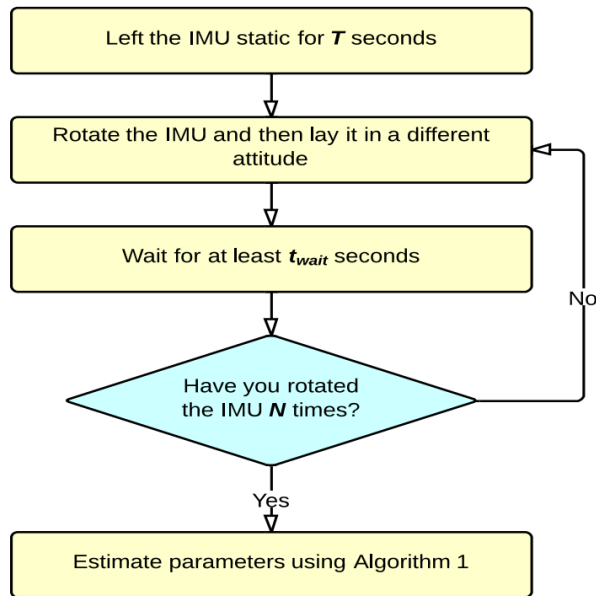 Left the IMU static for T seconds
Rotate the IMU and then lay it in a different
attitude
Wait for at least twait seconds
No
Have you rotated
the IMU N times?
Yes
Estimate parameters using Algorithm 1